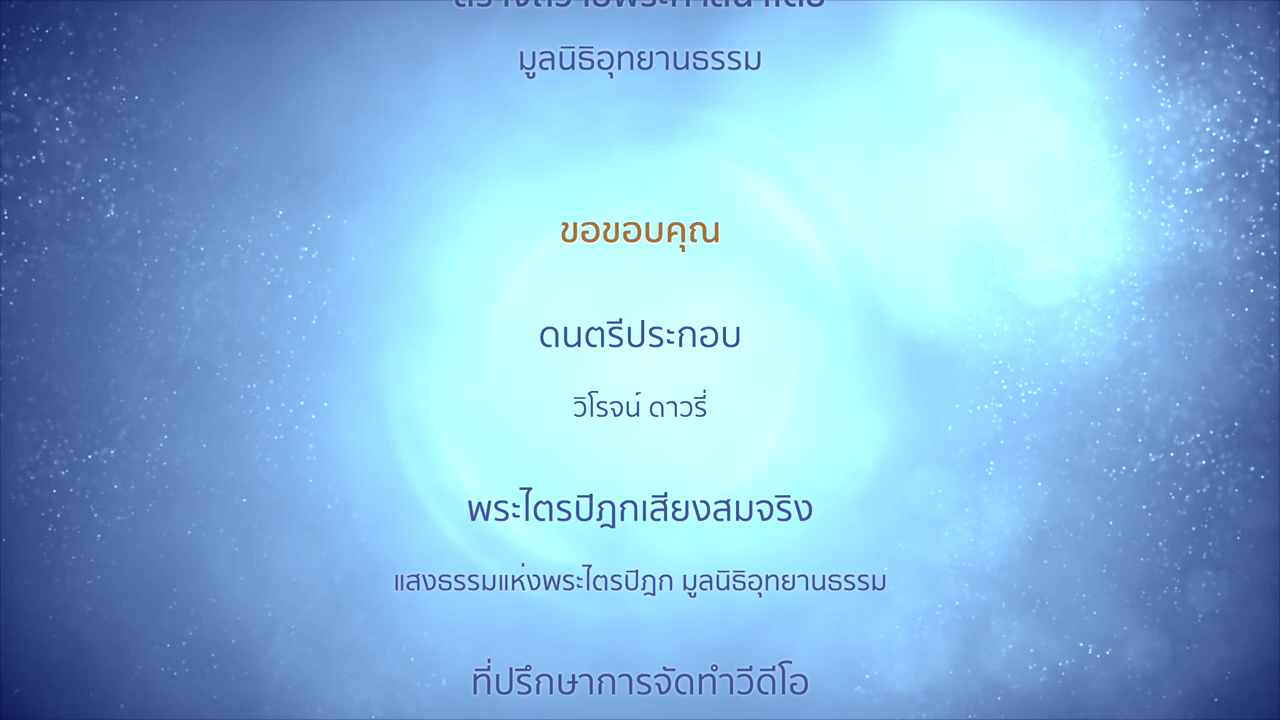 มูลนิธิอุทยานธรรม
ขอขอบคุณ
ดนตรีประกอบ
วิโรจน์ ดาวรี่
พระไตรปิฎกเสียงสมจริง
แสงธรรมแห่งพระไตรปิฎก มูลนิธิอุทยานธรรม
ที่ปรึกษาการจัดทำวีดีโอ